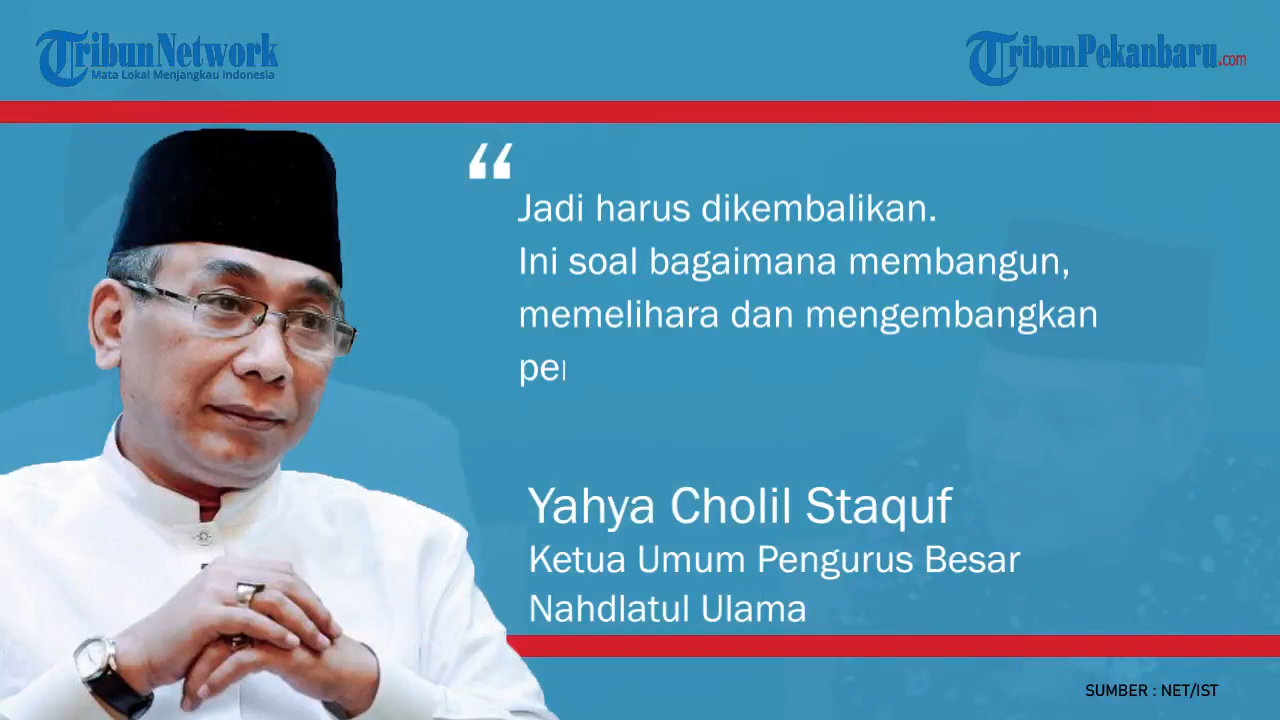 TribunNetwork
Mata Lokal Menjangkau Indonesia
TribunPekanbaru.com
“
Jadi harus dikembalikan.
Ini soal bagaimana membangun,
memelihara dan mengembangkan
pe
Yahya Cholil Staquf
Ketua Umum Pengurus Besar
Nahdlatul Ulama
SUMBER : NET/IST